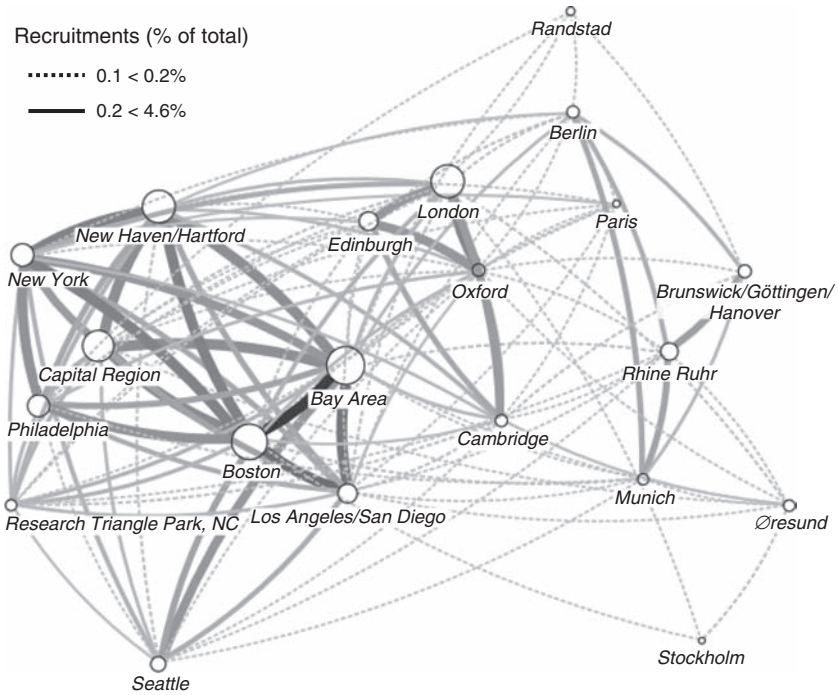 Randstad
Recruitments (% of total)
0.1 < 0.2%
0.2 < 4.6%
Berlin
London
Paris
New Haven/Hartford
Edinburgh
New York
Oxford
Brunswick/Göttingen/
Hanover
Capital Region
Rhine Ruhr
Bay Area
Philadelphia
Cambridge
Boston
Munich
Research Triangle Park, NC
Los Angeles/San Diego
Øresund
Stockholm
Seattle